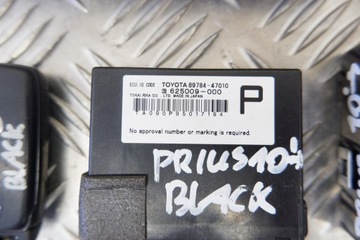 ECU, ID CODE TOYOTA 89784-47010
625009-000
TOKAI RIKA CO., LTD. MADE IN JAPAN
P
1A090P95017194
No approval number or marking is required.
PRIUS10-
BLACK
BLACK